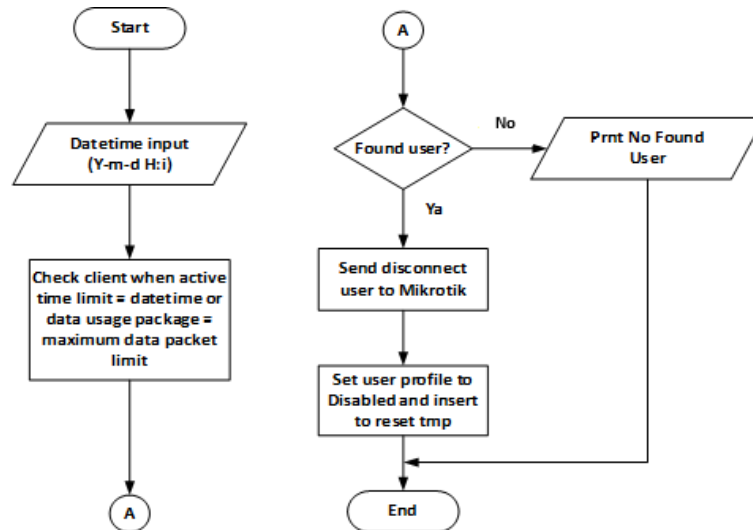 Start
Datetime input
(Y-m-d H:i)
Check client when active
time limit = datetime or
data usage package =
maximum data packet
limit
A
A
Found user?
No
Prnt No Found
User
Ya
Send disconnect
user to Mikrotik
Set user profile to
Disabled and insert
to reset tmp
End